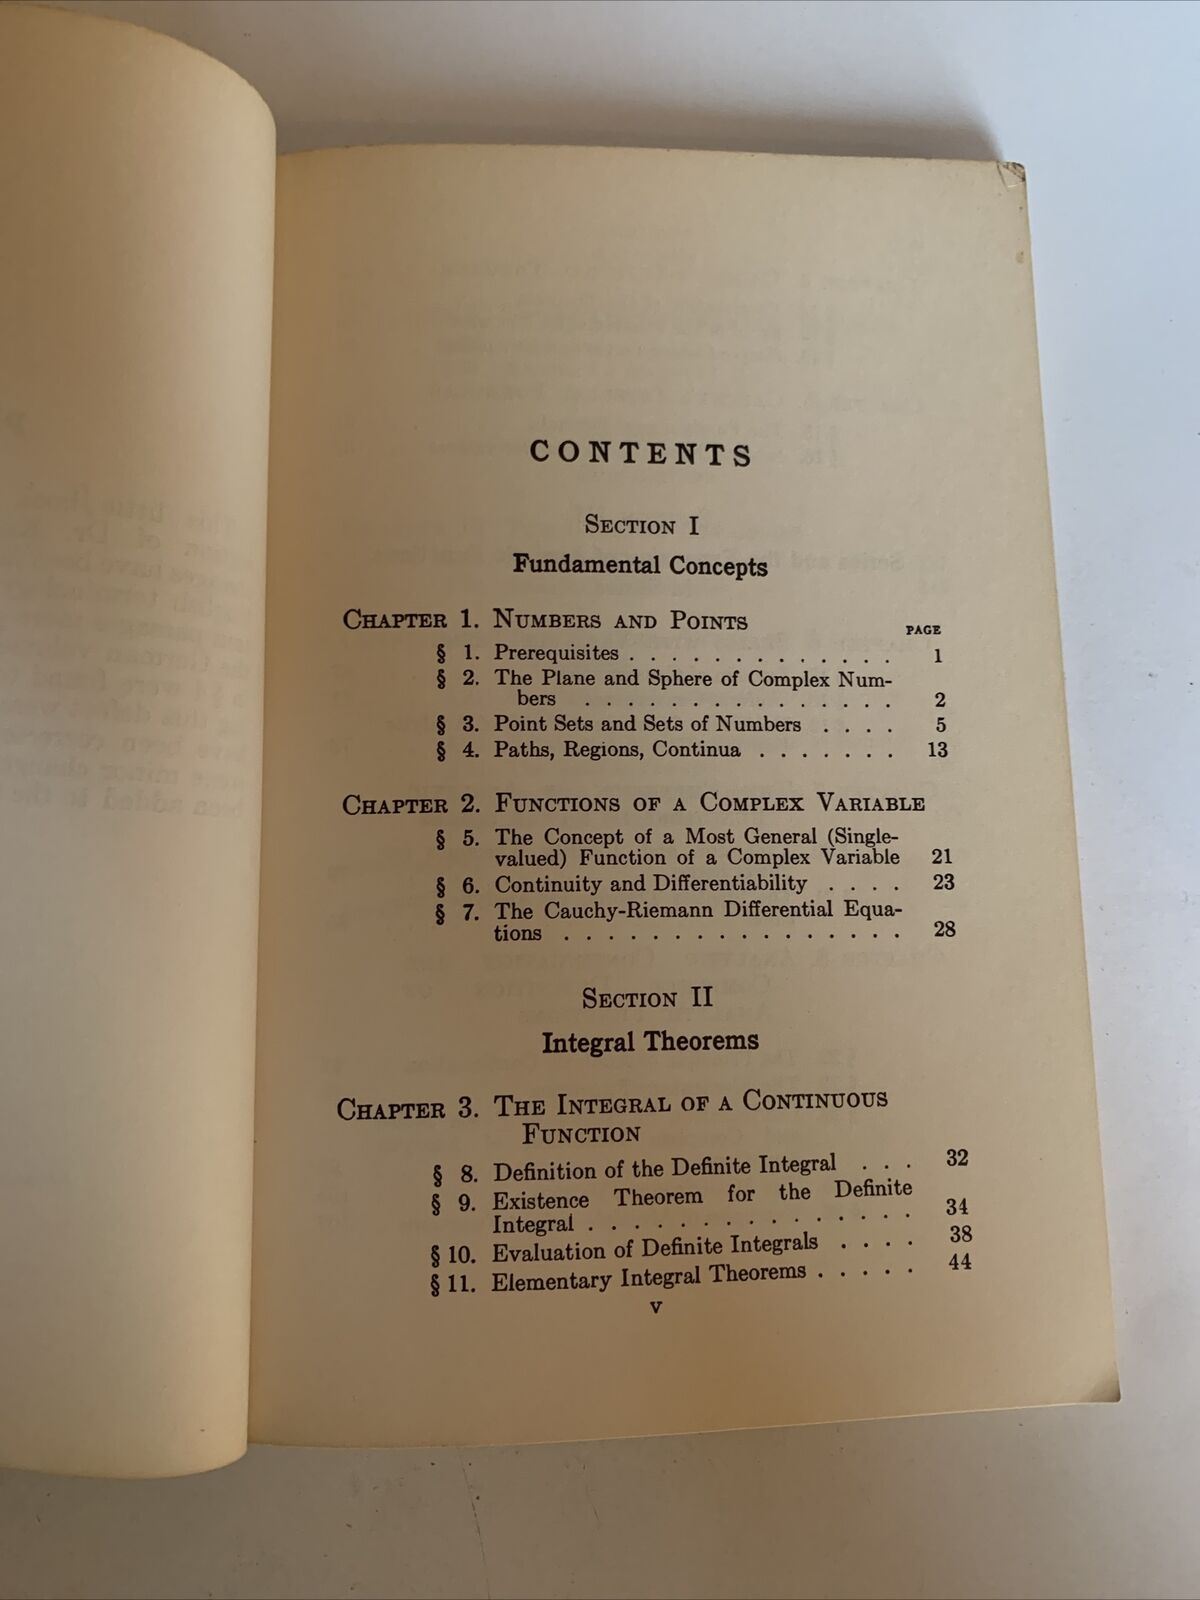 CONTENTS
SECTION I
Fundamental Concepts
CHAPTER 1. NUMBERS AND POINTS
PAGE
§ 1. Prerequisites . . . . . . . . . . . . . 1
§ 2. The Plane and Sphere of Complex Num-
bers . . . . . . . . . . . . . . . 2
§ 3. Point Sets and Sets of Numbers . . . . 5
§ 4. Paths, Regions, Continua . . . . . . . 13
CHAPTER 2. FUNCTIONS OF A COMPLEX VARIABLE
§ 5. The Concept of a Most General (Single-
valued) Function of a Complex Variable 21
§ 6. Continuity and Differentiability . . . . 23
§ 7. The Cauchy-Riemann Differential Equa-
tions . . . . . . . . . . . . . . . . 28
SECTION II
Integral Theorems
CHAPTER 3. THE INTEGRAL OF A CONTINUOUS
FUNCTION
§ 8. Definition of the Definite Integral . . . 32
§ 9. Existence Theorem for the Definite
Integral . . . . . . . . . . . . . . . 34
§ 10. Evaluation of Definite Integrals . . . . 38
§ 11. Elementary Integral Theorems . . . . . 44
v